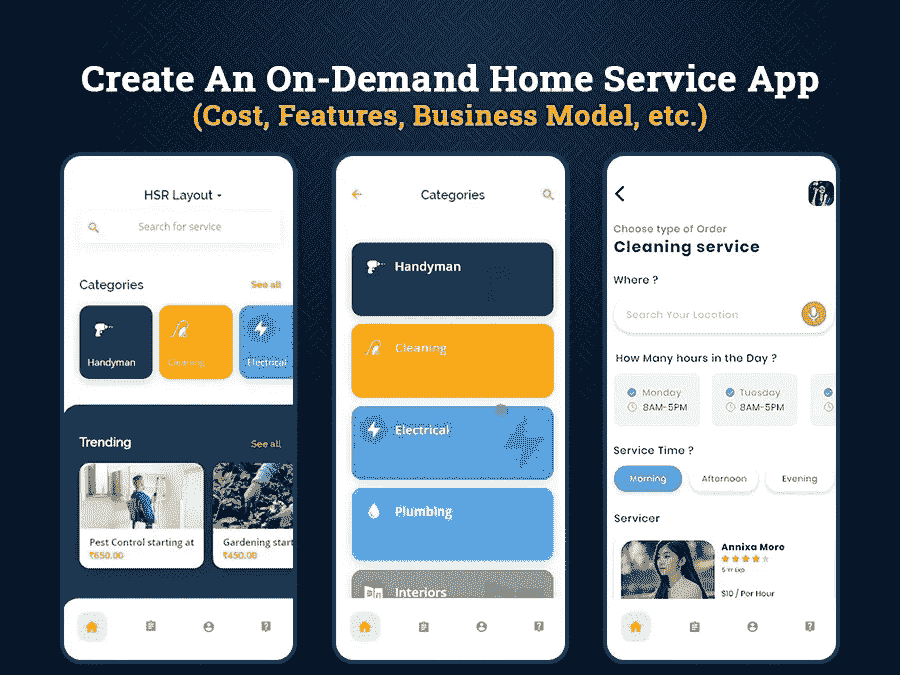 Create An On-Demand Home Service App
(Cost, Features, Business Model, etc.)
HSR Layout
Search for service
Categories
See all
Handyman
Cleaning
Electrical
Trending
See all
Pest Control starting at
₹650.00
Gardening start
₹450.00
Categories
Handyman
Cleaning
Electrical
Plumbing
Interiors
Choose type of Order
Cleaning service
Where ?
Search Your Location
How Many hours in the Day ?
Monday
8AM-5PM
Tuesday
8AM-5PM
Service Time ?
Morning
Afternoon
Evening
Servicer
Annixa More
5 Yr Exp
$10 / Per Hour